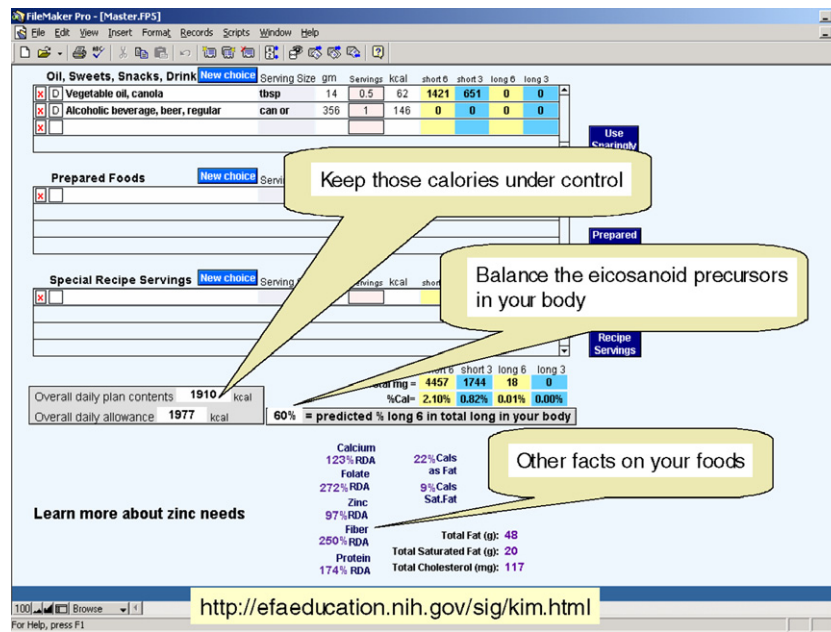 FileMaker Pro - [Master.FP5]
File Edit View Insert Format Records Scripts Window Help
Oil, Sweets, Snacks, Drink New choice Serving Size gm Servings kcal short 6 short 3 long 6 long 3
X D Vegetable oil, canola tbsp 14 0.5 62 1421 651 0 0
X D Alcoholic beverage, beer, regular can or 356 1 146 0 0 0 0
X
Use
Sparingly
Prepared Foods New choice
Keep those calories under control
X
Prepared
Balance the eicosanoid precursors
in your body
Special Recipe Servings New choice Serving Servings kcal
X
Recipe
Servings
short 3 long 6 long 3
mg = 4457 1744 18 0
%Cal= 2.10% 0.82% 0.01% 0.00%
Overall daily plan contents 1910 kcal
Overall daily allowance 1977 kcal
60% = predicted % long 6 in total long in your body
Calcium
123% RDA
Folate
272% RDA
Zinc
97% RDA
Fiber
250% RDA
Protein
174% RDA
22% Cals
as Fat
9% Cals
Sat.Fat
Other facts on your foods
Learn more about zinc needs
Total Fat (g): 48
Total Saturated Fat (g): 20
Total Cholesterol (mg): 117
http://efaeducation.nih.gov/sig/kim.html
100 Browse
For Help, press F1